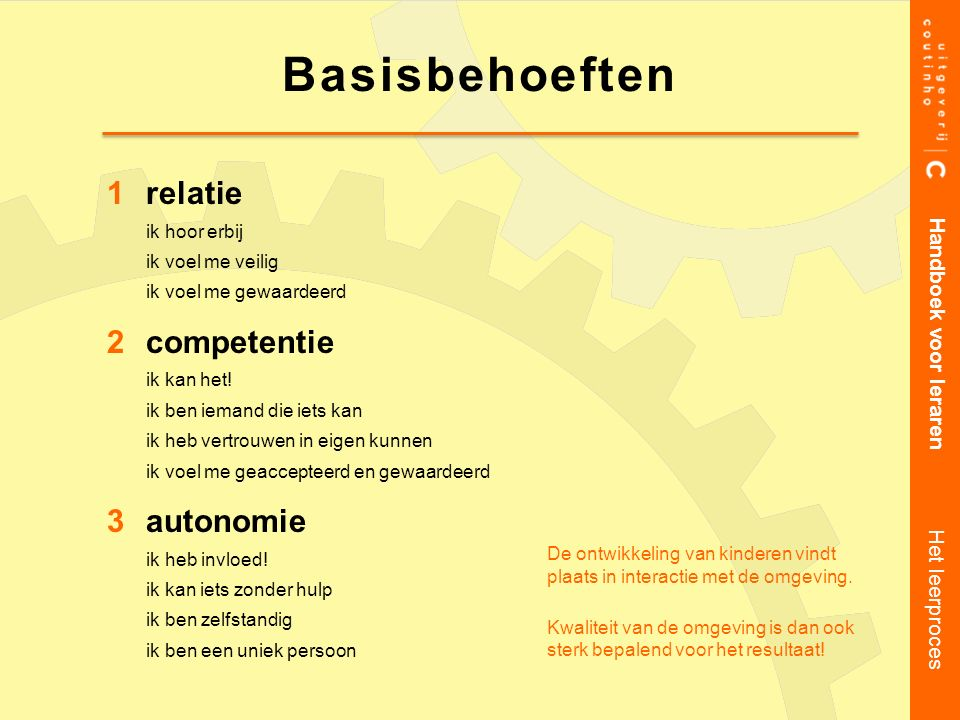 Basisbehoeften
1 relatie
ik hoor erbij
ik voel me veilig
ik voel me gewaardeerd
2 competentie
ik kan het!
ik ben iemand die iets kan
ik heb vertrouwen in eigen kunnen
ik voel me geaccepteerd en gewaardeerd
3 autonomie
ik heb invloed!
ik kan iets zonder hulp
ik ben zelfstandig
ik ben een uniek persoon
De ontwikkeling van kinderen vindt
plaats in interactie met de omgeving.
Kwaliteit van de omgeving is dan ook
sterk bepalend voor het resultaat!
uitgeverij
coutinho
C
Handboek voor leraren
Het leerproces